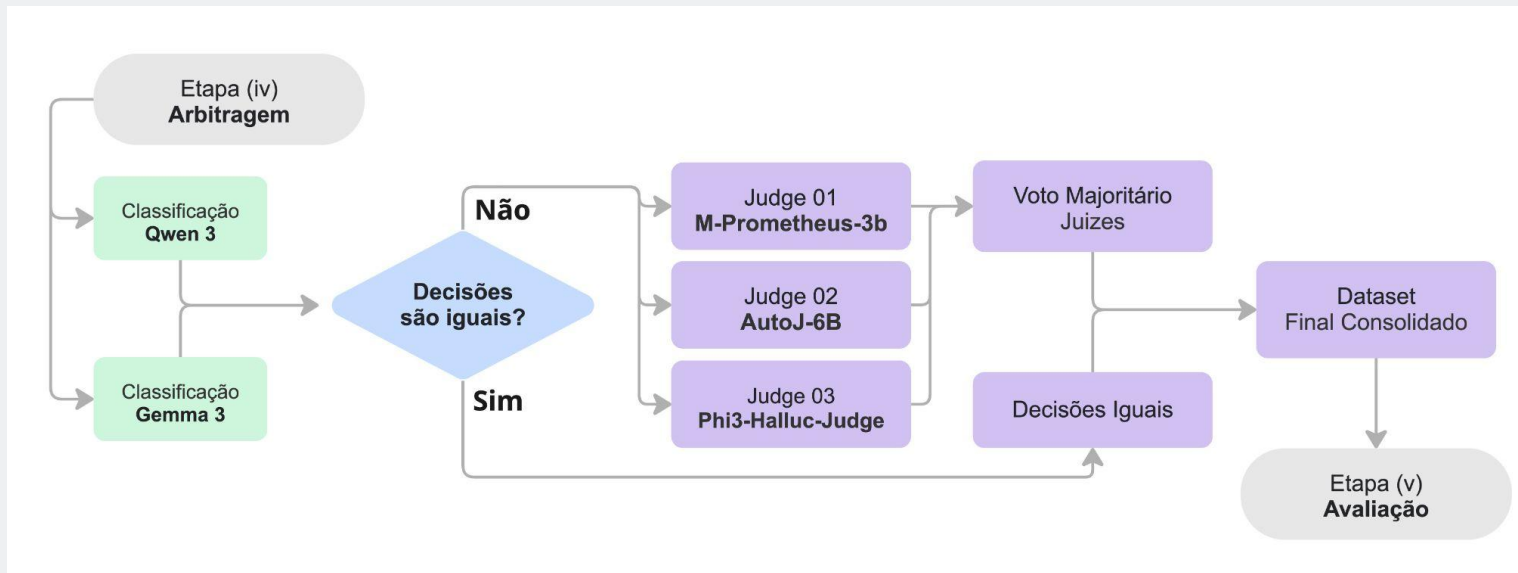 Etapa (iv)
Arbitragem
Classificação
Qwen 3
Classificação
Gemma 3
Decisões
são iguais?
Não
Sim
Judge 01
M-Prometheus-3b
Judge 02
AutoJ-6B
Judge 03
Phi3-Halluc-Judge
Voto Majoritário
Juizes
Decisões Iguais
Dataset
Final Consolidado
Etapa (v)
Avaliação